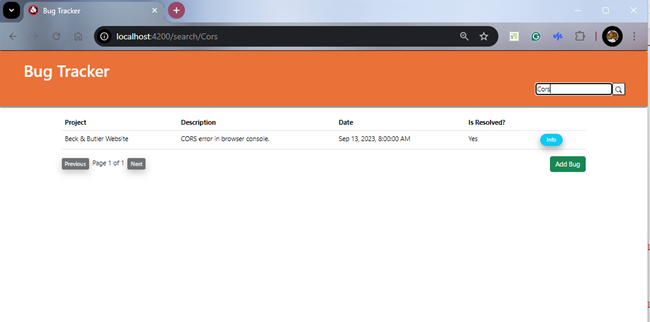 Bug Tracker
localhost:4200/search/Cors
Bug Tracker
Cors
Project Description Date Is Resolved?
Beck & Butler Website CORS error in browser console. Sep 13, 2023, 8:00:00 AM Yes Info
Previous Page 1 of 1 Next Add Bug